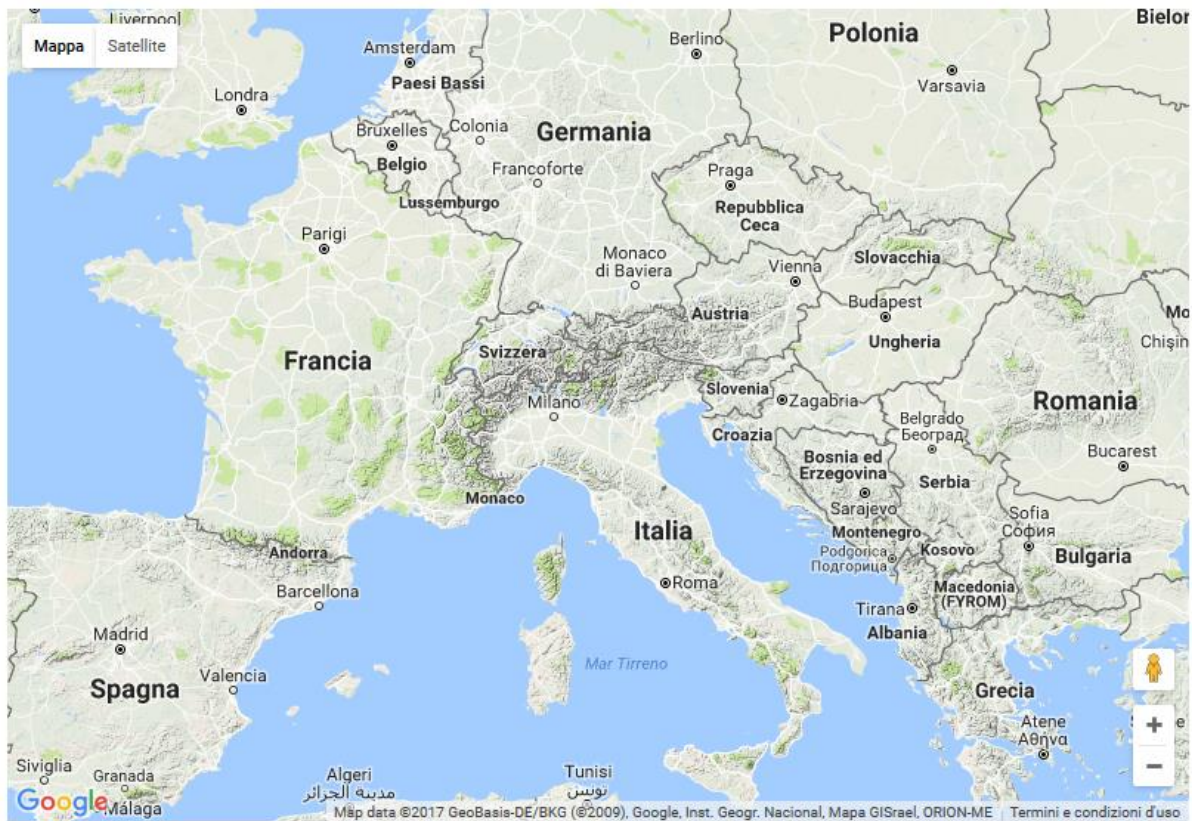 Liverpool
Mappa Satellite
Amsterdam
Paesi Bassi
Berlino
Polonia
Varsavia
Londra
Bruxelles
Belgio
Colonia
Germania
Francoforte
Lussemburgo
Praga
Repubblica
Ceca
Parigi
Monaco
di Baviera
Slovacchia
Vienna
Austria
Budapest
Ungheria
Chişin
Francia
Svizzera
Milano
Slovenia
Zagabria
Croazia
Belgrado
Београд
Romania
Bucarest
Bosnia ed
Erzegovina
Sarajevo
Serbia
Monaco
Italia
Montenegro
Podgorica
Подгорица
Kosovo
Sofia
София
Bulgaria
Andorra
Barcellona
Roma
Macedonia
(FYROM)
Tirana
Albania
Madrid
Spagna
Valencia
Mar Tirreno
Grecia
Atene
Αθήνα
+
−
Siviglia
Granada
Málaga
Algeri
مدينة الجزائر
Tunisi
تونس
Google
Map data ©2017 GeoBasis-DE/BKG (©2009), Google, Inst. Geogr. Nacional, Mapa GISrael, ORION-ME
Termini e condizioni d'uso